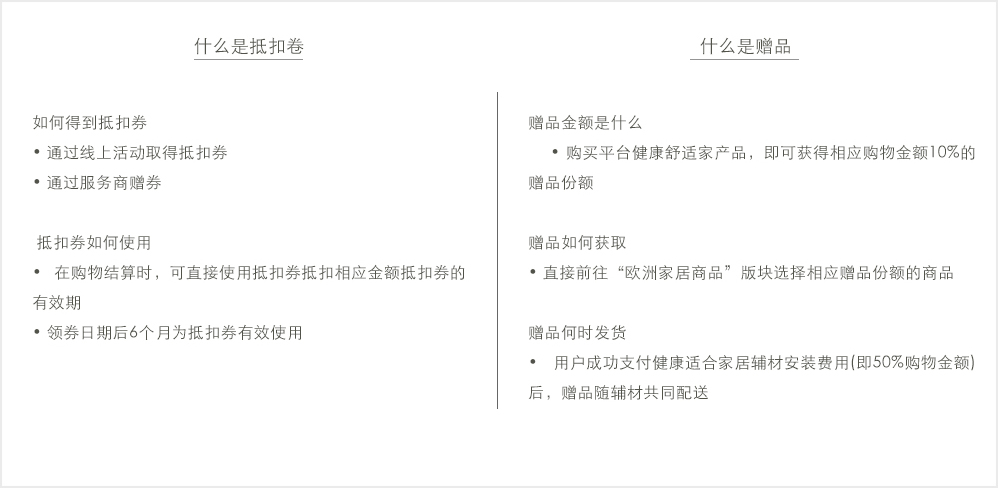 什么是抵扣卷
如何得到抵扣券
• 通过线上活动取得抵扣券
• 通过服务商赠券
抵扣券如何使用
• 在购物结算时，可直接使用抵扣券抵扣相应金额抵扣券的
有效期
• 领券日期后6个月为抵扣券有效使用
什么是赠品
赠品金额是什么
• 购买平台健康舒适家产品，即可获得相应购物金额10%的
赠品份额
赠品如何获取
• 直接前往“欧洲家居商品”版块选择相应赠品份额的商品
赠品何时发货
• 用户成功支付健康适合家居辅材安装费用(即50%购物金额)
后，赠品随辅材共同配送